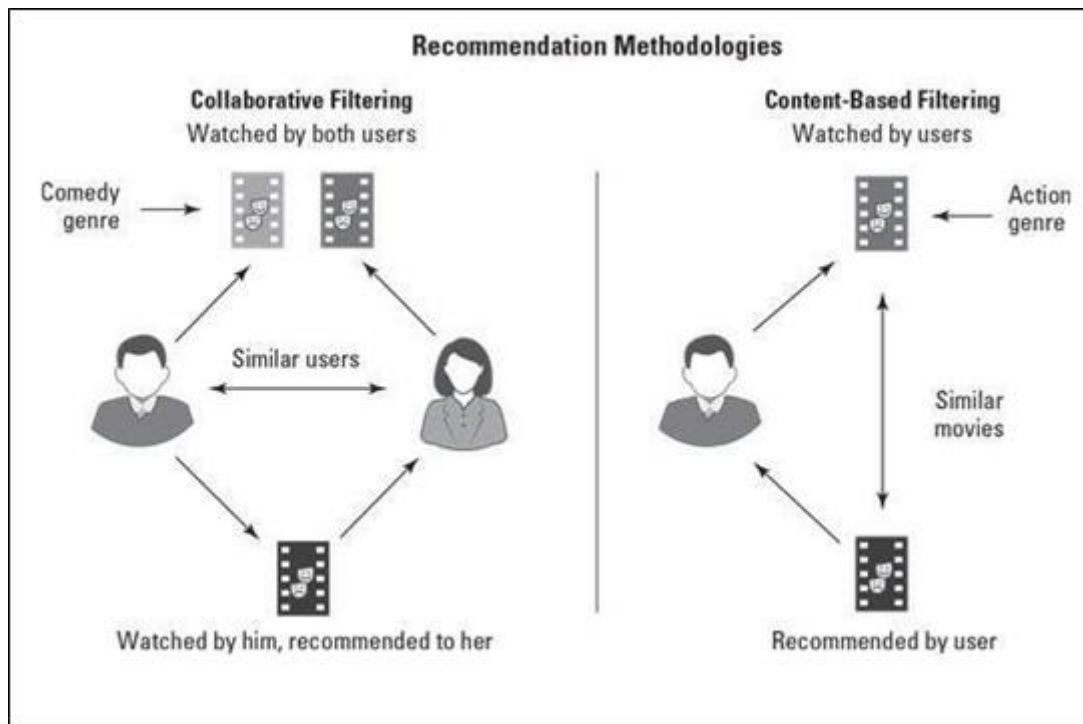 Recommendation Methodologies
Collaborative Filtering
Watched by both users
Comedy
genre
Similar users
Watched by him, recommended to her
Content-Based Filtering
Watched by users
Action
genre
Similar
movies
Recommended by user